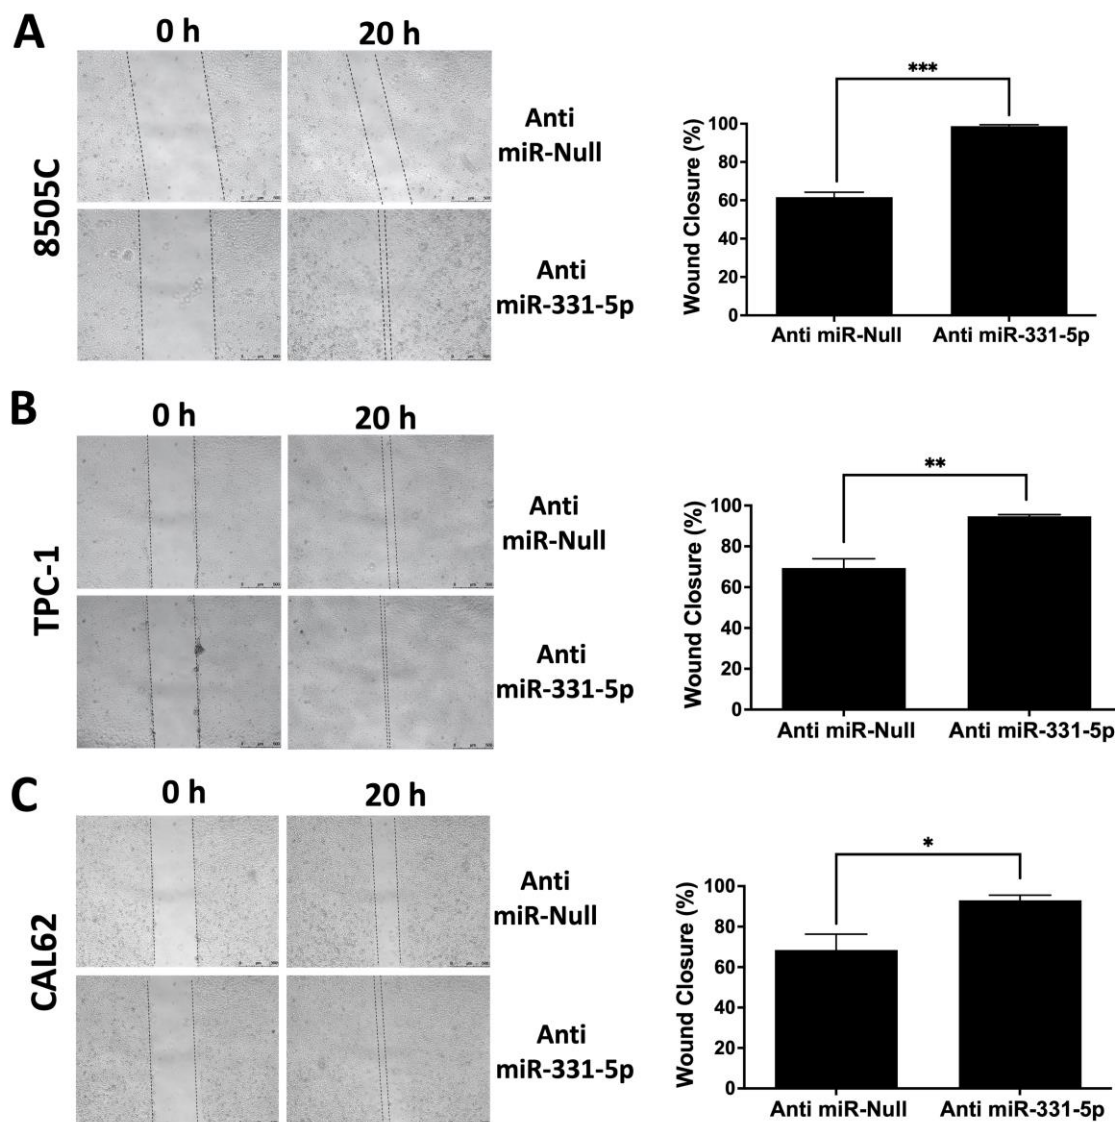 A
0 h
20 h
8505C
Anti
miR-Null
Anti
miR-331-5p
***
Wound Closure (%)
100
80
60
40
20
0
Anti miR-Null
Anti miR-331-5p
B
0 h
20 h
TPC-1
Anti
miR-Null
Anti
miR-331-5p
**
Wound Closure (%)
100
80
60
40
20
0
Anti miR-Null
Anti miR-331-5p
C
0 h
20 h
CAL62
Anti
miR-Null
Anti
miR-331-5p
*
Wound Closure (%)
100
80
60
40
20
0
Anti miR-Null
Anti miR-331-5p